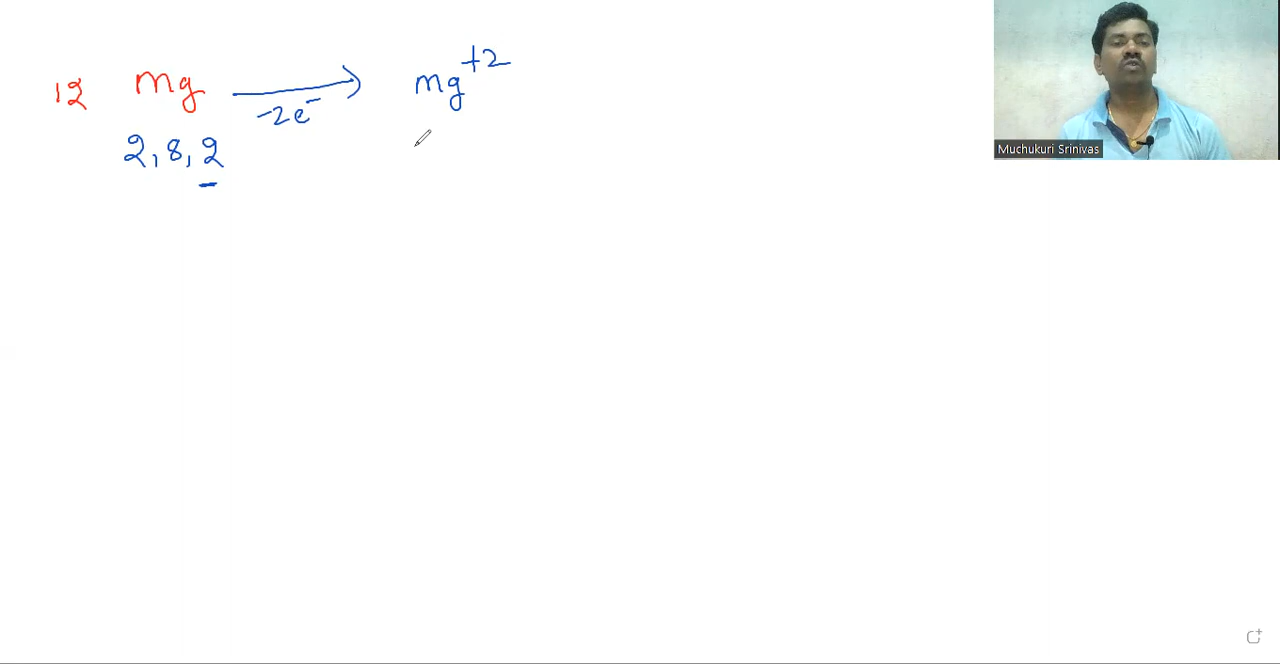 12 Mg → Mg+2
-2e-
2, 8, 2
Muchukuri Srinivas